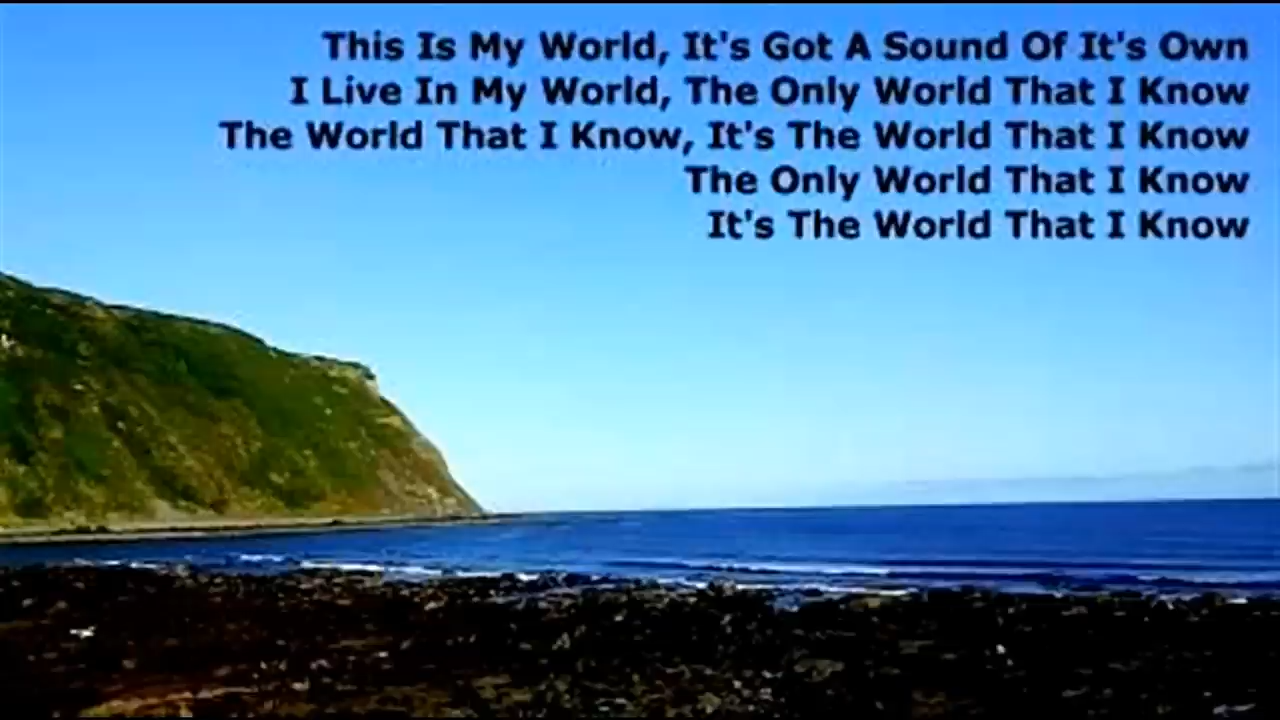 This Is My World, It's Got A Sound Of It's Own
I Live In My World, The Only World That I Know
The World That I Know, It's The World That I Know
The Only World That I Know
It's The World That I Know